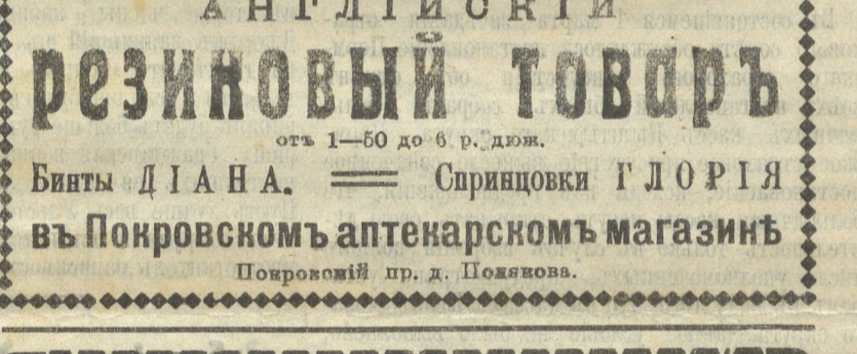 АНГЛІЙСКІЙ
резиновый товаръ
отъ 1—50 до 6 р. дюж.
Бинты ДІАНА. Спринцовки ГЛОРІЯ
въ Покровскомъ аптекарскомъ магазинѣ
Покровскій пр. д. Полякова.